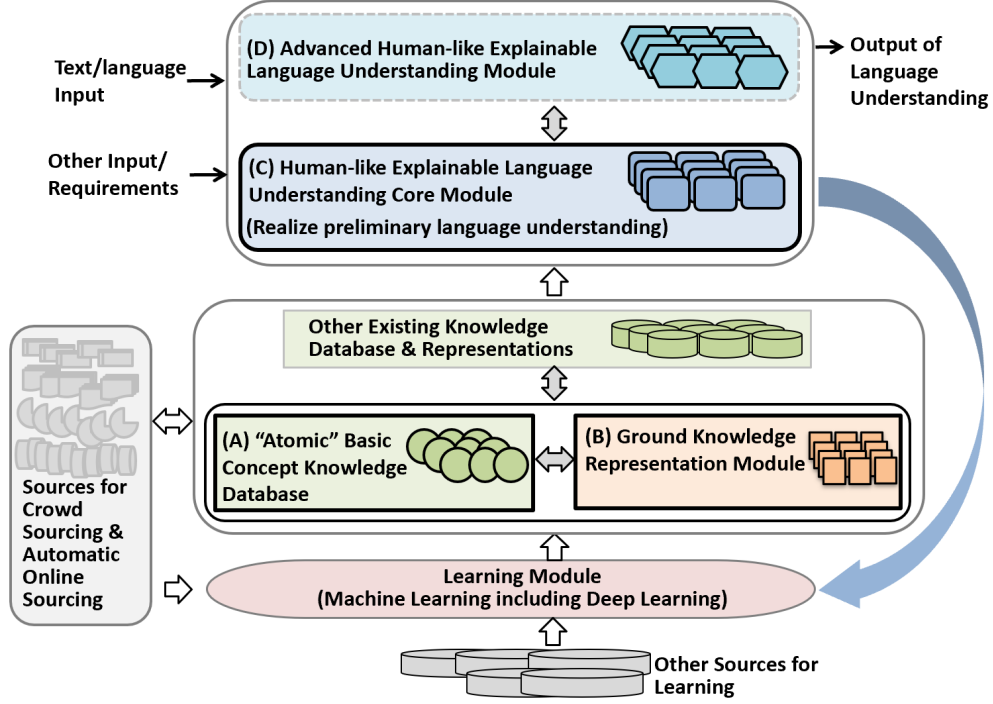 (D) Advanced Human-like Explainable
Language Understanding Module
Output of
Language
Understanding
Text/language
Input
Other Input/
Requirements
(C) Human-like Explainable Language
Understanding Core Module
(Realize preliminary language understanding)
Other Existing Knowledge
Database & Representations
(A) “Atomic” Basic
Concept Knowledge
Database
(B) Ground Knowledge
Representation Module
Sources for
Crowd
Sourcing &
Automatic
Online
Sourcing
Learning Module
(Machine Learning including Deep Learning)
Other Sources for
Learning